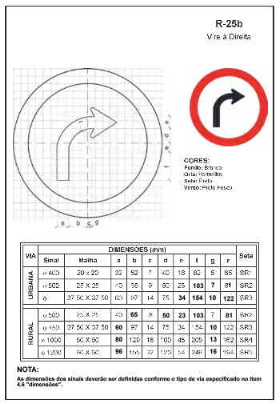 R-25b
Vire à Direita
CORES:
Fundo: Branco
Orla: Vermelha
Seta: Preta
Verso: Preto Fosco
a b c g
DIMENSÕES (mm)
VIA Sinal Malha a b c d e f g r Seta
URBANA
ø 400 20 x 20 32 52 7 40 18 82 5 65 SR1
ø 500 25 X 25 40 65 9 50 23 103 7 81 SR2
ø 37,50 X 37,50 60 97 14 75 34 154 10 122 SR3
RURAL
ø 500 25 X 25 40 65 9 50 23 103 7 81 SR2
ø 750 37,50 X 37,50 60 97 14 75 34 154 10 122 SR3
ø 1000 50 X 50 80 129 18 100 45 205 13 162 SR4
ø 1200 60 X 60 96 155 22 120 54 246 16 194 SR5
NOTA:
As dimensões dos sinais deverão ser definidas conforme o tipo de via especificado no item
4.6 "dimensões".